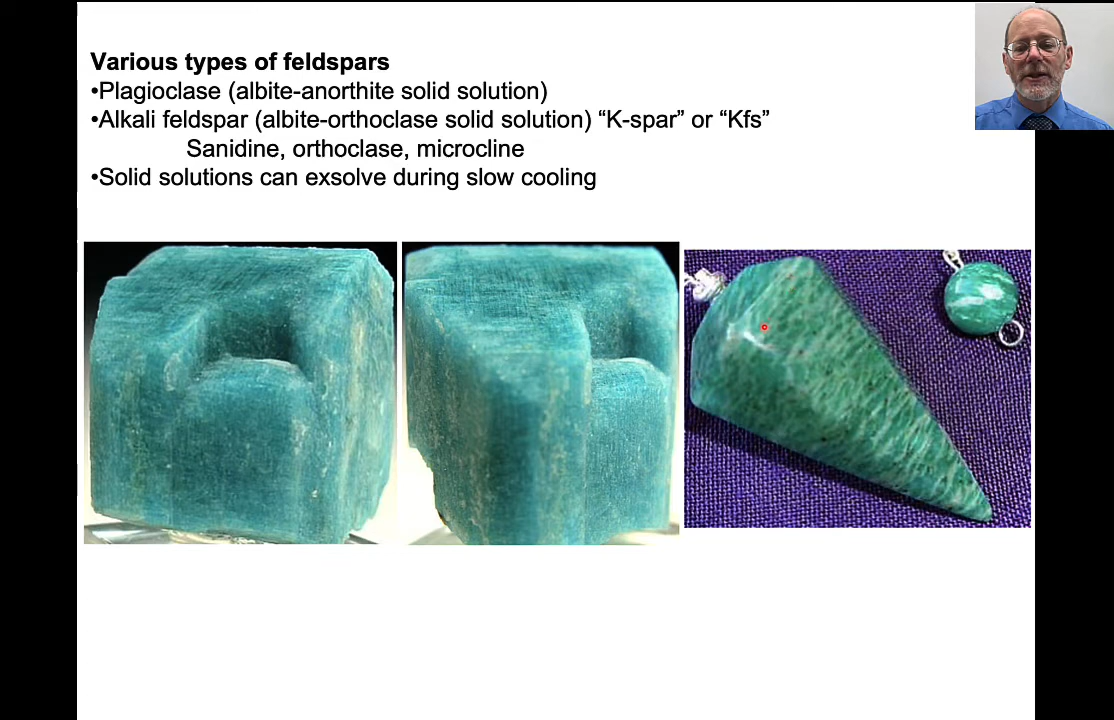 Various types of feldspars
•Plagioclase (albite-anorthite solid solution)
•Alkali feldspar (albite-orthoclase solid solution) “K-spar” or “Kfs”
Sanidine, orthoclase, microcline
•Solid solutions can exsolve during slow cooling